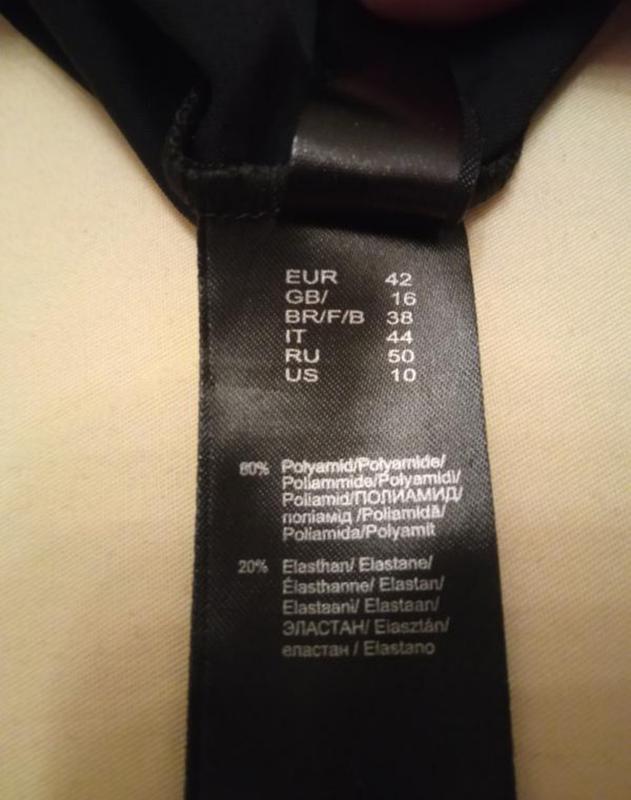 EUR 42
GB/ 16
BR/F/B 38
IT 44
RU 50
US 10
80% Polyamid/Polyamide/
Poliammide/Polyamidi/
Poliamid/ПОЛИАМИД/
поліамід /Poliamidă/
Poliamida/Polyamit
20% Elasthan/ Elastane/
Élasthanne/ Elastan/
Elastaani/ Elastaan/
ЭЛАСТАН/ Elasztán/
еластан / Elastano